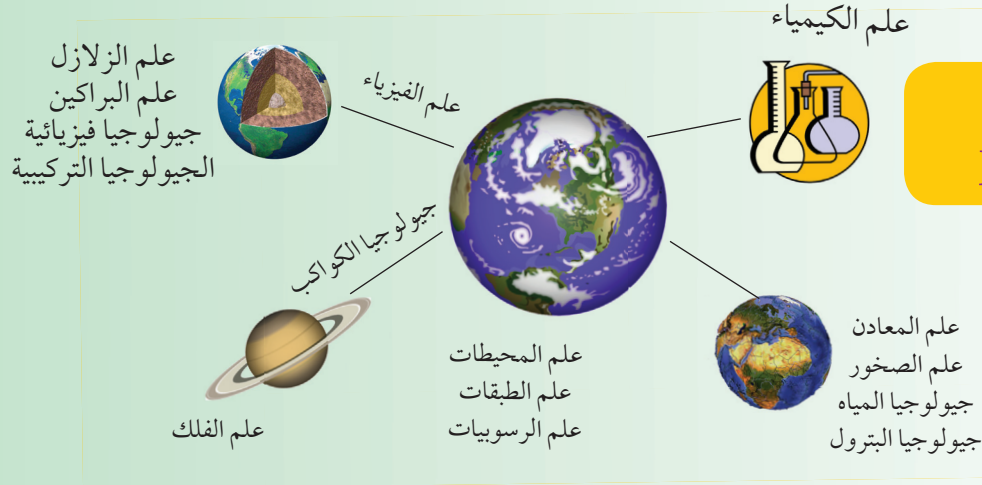 علم الكيمياء
علم الزلازل
علم البراكين
جيولوجيا فيزيائية
الجيولوجيا التركيبية
علم الفيزياء
جيولوجيا الكواكب
علم المعادن
علم الصخور
جيولوجيا المياه
جيولوجيا البترول
علم المحيطات
علم الطبقات
علم الرسوبيات
علم الفلك